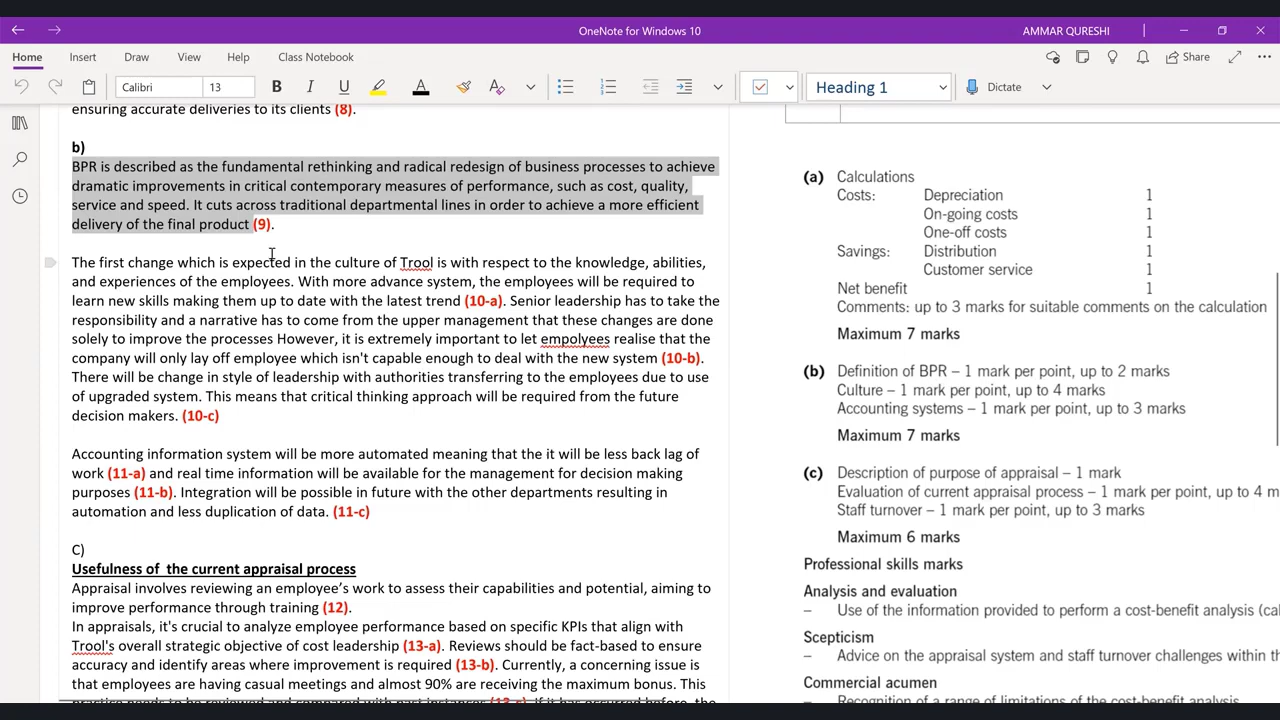 OneNote for Windows 10
AMMAR QURESHI
Home Insert Draw View Help Class Notebook
Share
Calibri 13 B I U A Heading 1 Dictate
ensuring accurate deliveries to its clients (8).
b)
BPR is described as the fundamental rethinking and radical redesign of business processes to achieve
dramatic improvements in critical contemporary measures of performance, such as cost, quality,
service and speed. It cuts across traditional departmental lines in order to achieve a more efficient
delivery of the final product (9).
The first change which is expected in the culture of Trool is with respect to the knowledge, abilities,
and experiences of the employees. With more advance system, the employees will be required to
learn new skills making them up to date with the latest trend (10-a). Senior leadership has to take the
responsibility and a narrative has to come from the upper management that these changes are done
solely to improve the processes However, it is extremely important to let empolyees realise that the
company will only lay off employee which isn't capable enough to deal with the new system (10-b).
There will be change in style of leadership with authorities transferring to the employees due to use
of upgraded system. This means that critical thinking approach will be required from the future
decision makers. (10-c)
Accounting information system will be more automated meaning that the it will be less back lag of
work (11-a) and real time information will be available for the management for decision making
purposes (11-b). Integration will be possible in future with the other departments resulting in
automation and less duplication of data. (11-c)
C)
Usefulness of the current appraisal process
Appraisal involves reviewing an employee's work to assess their capabilities and potential, aiming to
improve performance through training (12).
In appraisals, it's crucial to analyze employee performance based on specific KPIs that align with
Trool's overall strategic objective of cost leadership (13-a). Reviews should be fact-based to ensure
accuracy and identify areas where improvement is required (13-b). Currently, a concerning issue is
that employees are having casual meetings and almost 90% are receiving the maximum bonus. This
(a) Calculations
Costs: Depreciation 1
On-going costs 1
One-off costs 1
Savings: Distribution 1
Customer service 1
Net benefit 1
Comments: up to 3 marks for suitable comments on the calculation
Maximum 7 marks
(b) Definition of BPR – 1 mark per point, up to 2 marks
Culture – 1 mark per point, up to 4 marks
Accounting systems – 1 mark per point, up to 3 marks
Maximum 7 marks
(c) Description of purpose of appraisal – 1 mark
Evaluation of current appraisal process – 1 mark per point, up to 4 m
Staff turnover – 1 mark per point, up to 3 marks
Maximum 6 marks
Professional skills marks
Analysis and evaluation
– Use of the information provided to perform a cost-benefit analysis (cal
Scepticism
– Advice on the appraisal system and staff turnover challenges within th
Commercial acumen
– Recognition of a range of limitations of the cost-benefit analysis